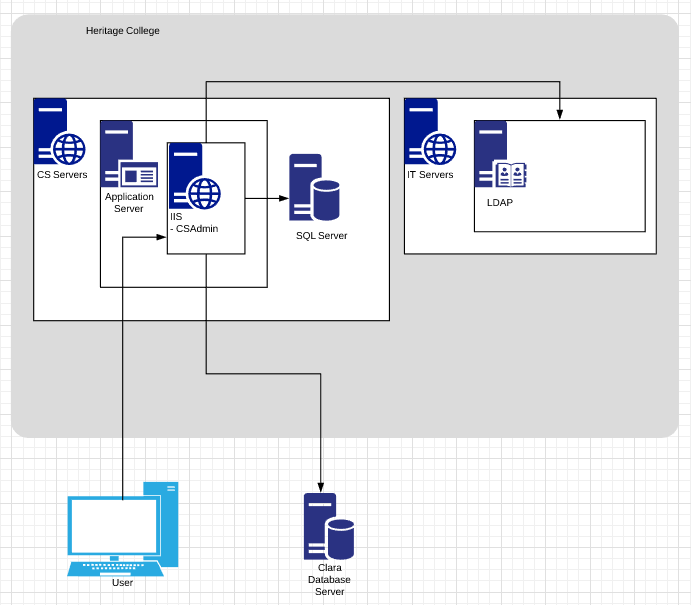 Heritage College
CS Servers
Application
Server
IIS
- CSAdmin
SQL Server
IT Servers
LDAP
User
Clara
Database
Server